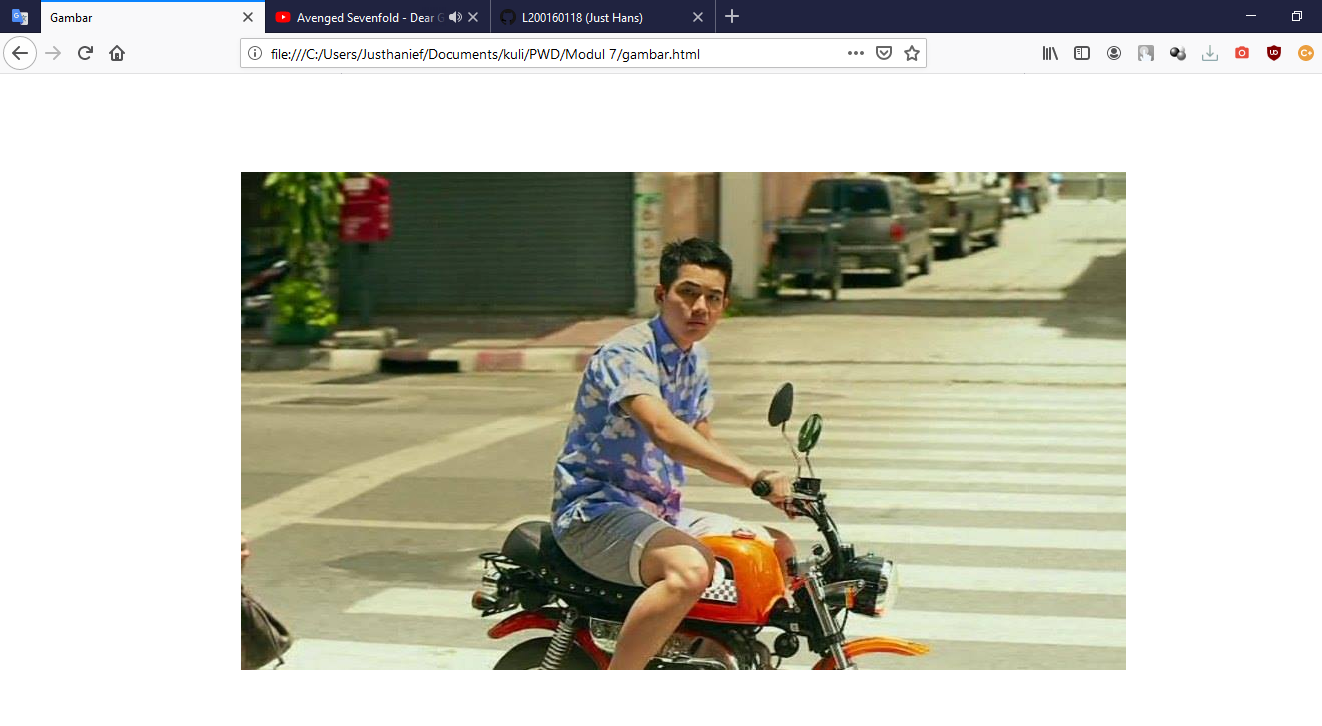 Gambar
Avenged Sevenfold - Dear G
L200160118 (Just Hans)
file:///C:/Users/Justhanief/Documents/kuli/PWD/Modul 7/gambar.html